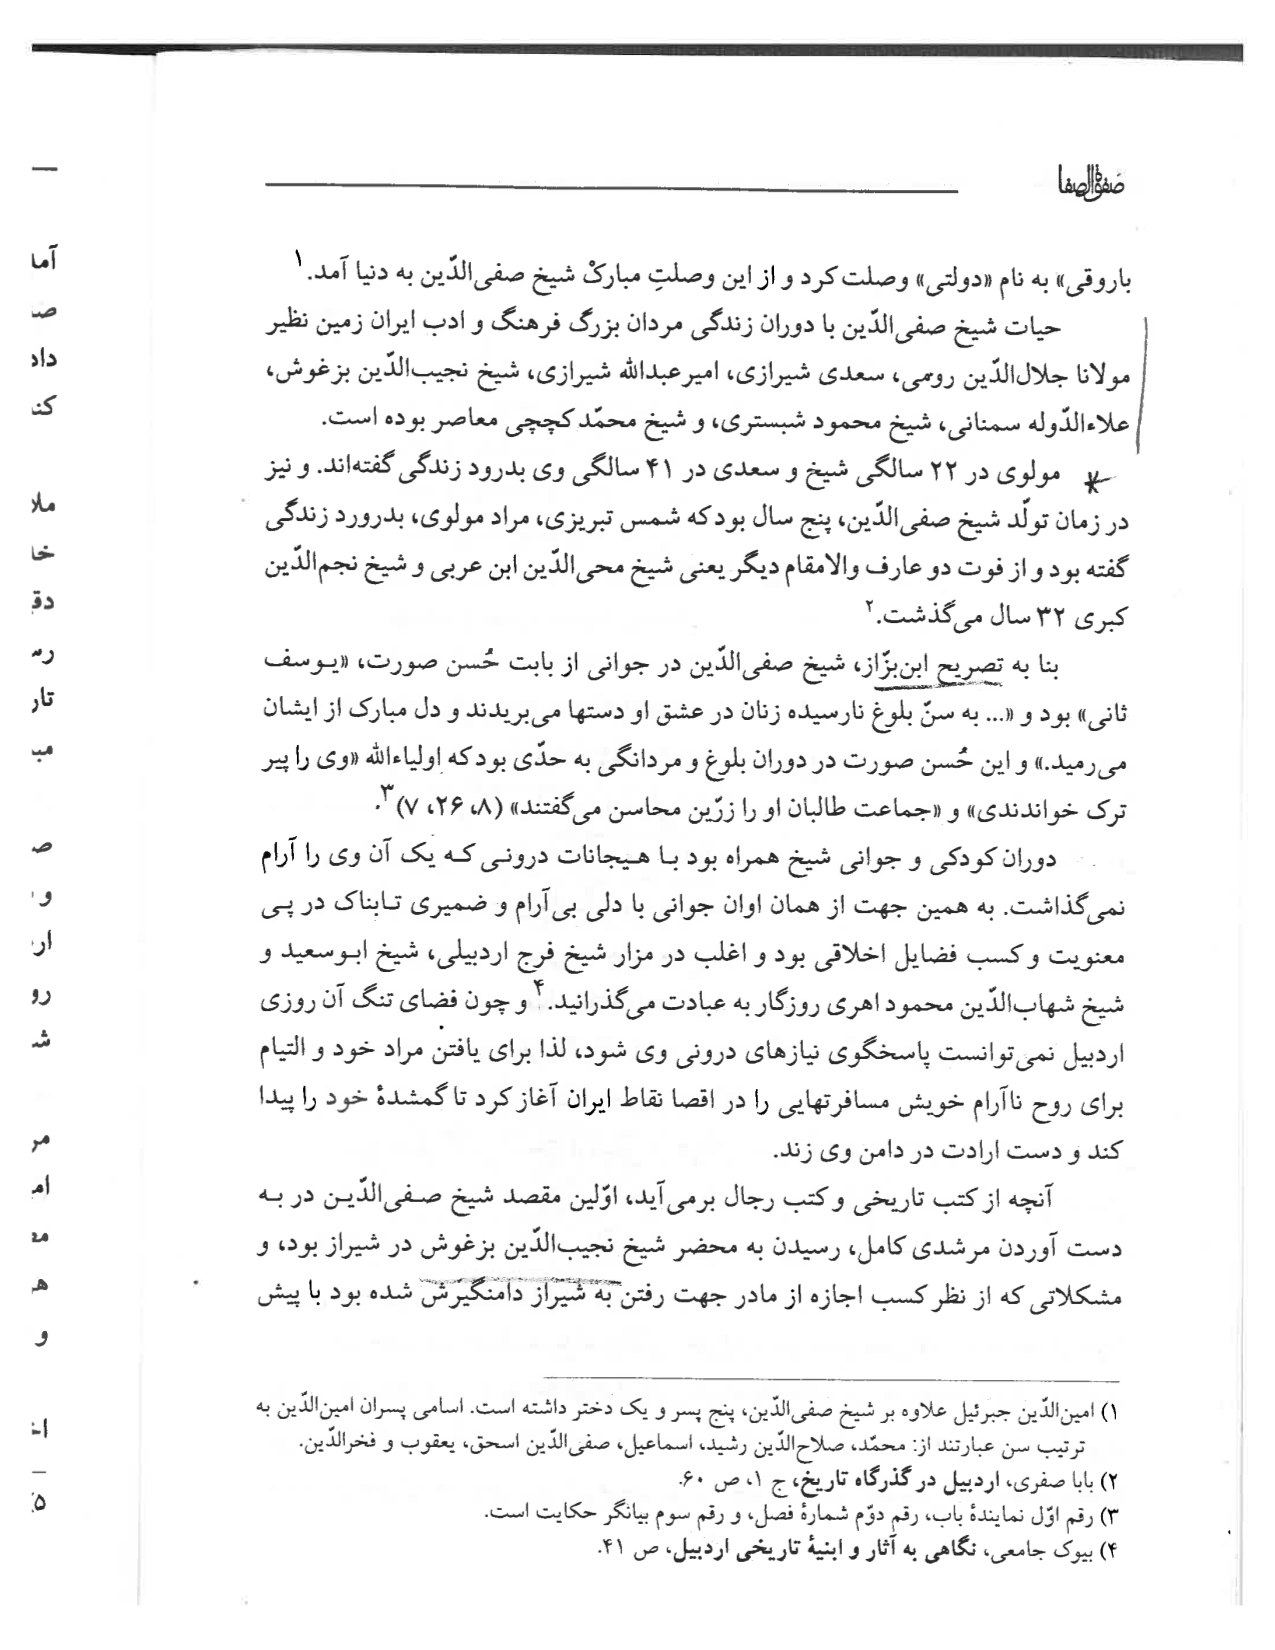 صفوةالصفا
باروقی» به نام «دولتی» وصلت کرد و از این وصلتِ مبارکْ شیخ صفی‌الدّین به دنیا آمد.۱
حیات شیخ صفی‌الدّین با دوران زندگی مردان بزرگ فرهنگ و ادب ایران زمین نظیر
مولانا جلال‌الدّین رومی، سعدی شیرازی، امیرعبدالله شیرازی، شیخ نجیب‌الدّین بزغوش،
علاءالدّوله سمنانی، شیخ محمود شبستری، و شیخ محمّد کججی معاصر بوده است.
مولوی در ۲۲ سالگی شیخ و سعدی در ۴۱ سالگی وی بدرود زندگی گفته‌اند. و نیز
در زمان تولّد شیخ صفی‌الدّین، پنج سال بود که شمس تبریزی، مراد مولوی، بدرورد زندگی
گفته بود و از فوت دو عارف والامقام دیگر یعنی شیخ محی‌الدّین ابن عربی و شیخ نجم‌الدّین
کبری ۳۲ سال می‌گذشت.۲
بنا به تصریح ابن‌بزّاز، شیخ صفی‌الدّین در جوانی از بابت حُسن صورت، «یوسف
ثانی» بود و «... به سنّ بلوغ نارسیده زنان در عشق او دستها می‌بریدند و دل مبارک از ایشان
می‌رمید.» و این حُسن صورت در دوران بلوغ و مردانگی به حدّی بود که اولیاءالله «وی را پیر
ترک خواندندی» و «جماعت طالبان او را زرّین محاسن می‌گفتند» (۸، ۲۶، ۷)۳.
دوران کودکی و جوانی شیخ همراه بود با هیجانات درونی که یک آن وی را آرام
نمی‌گذاشت. به همین جهت از همان اوان جوانی با دلی بی‌آرام و ضمیری تابناک در پی
معنویت و کسب فضایل اخلاقی بود و اغلب در مزار شیخ فرج اردبیلی، شیخ ابوسعید و
شیخ شهاب‌الدّین محمود اهری روزگار به عبادت می‌گذرانید.۴ و چون فضای تنگ آن روزی
اردبیل نمی‌توانست پاسخگوی نیازهای درونی وی شود، لذا برای یافتن مراد خود و التیام
برای روح ناآرام خویش مسافرتهایی را در اقصا نقاط ایران آغاز کرد تا گمشدهٔ خود را پیدا
کند و دست ارادت در دامن وی زند.
آنچه از کتب تاریخی و کتب رجال برمی‌آید، اوّلین مقصد شیخ صفی‌الدّین در به
دست آوردن مرشدی کامل، رسیدن به محضر شیخ نجیب‌الدّین بزغوش در شیراز بود، و
مشکلاتی که از نظر کسب اجازه از مادر جهت رفتن به شیراز دامنگیرش شده بود با پیش
۱) امین‌الدّین جبرئیل علاوه بر شیخ صفی‌الدّین، پنج پسر و یک دختر داشته است. اسامی پسران امین‌الدّین به
ترتیب سن عبارتند از: محمّد، صلاح‌الدّین رشید، اسماعیل، صفی‌الدّین اسحق، یعقوب و فخرالدّین.
۲) بابا صفری، اردبیل در گذرگاه تاریخ، ج ۱، ص ۶۰.
۳) رقم اوّل نمایندهٔ باب، رقم دوّم شمارهٔ فصل، و رقم سوم بیانگر حکایت است.
۴) بیوک جامعی، نگاهی به آثار و ابنیهٔ تاریخی اردبیل، ص ۴۱.